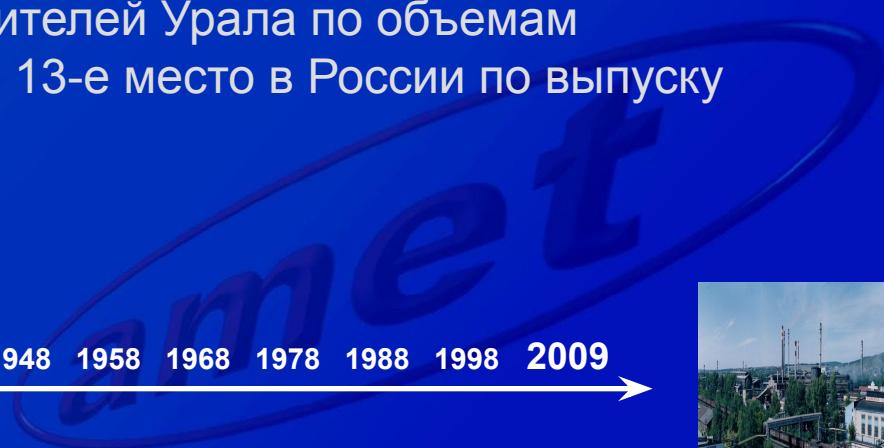 ителей Урала по объемам
13-е место в России по выпуску
amet
948 1958 1968 1978 1988 1998 2009